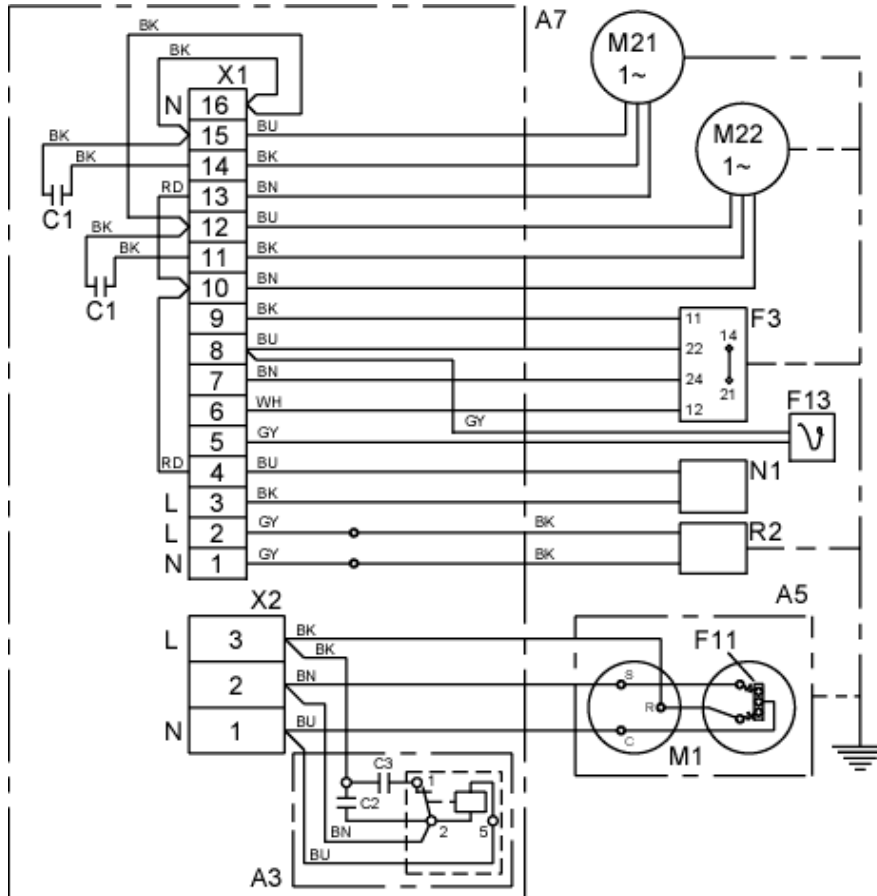 BK
A7
BK
M21
1~
X1
N 16
BK 15 BU
M22
1~
BK 14 BK
RD 13 BN
C1
BK 12 BU
BK 11 BK
10 BN
C1
9 BK 11 F3
8 BU 22 14
7 BN 24 21
6 WH 12 F13
GY
5 GY
RD 4 BU N1
L 3 BK
L 2 GY BK R2
N 1 GY BK
X2 A5
L 3 BK
BK
F11
2 BN S
R
N 1 BU C
M1
C3
1
C2
2 5
BN
BU
A3